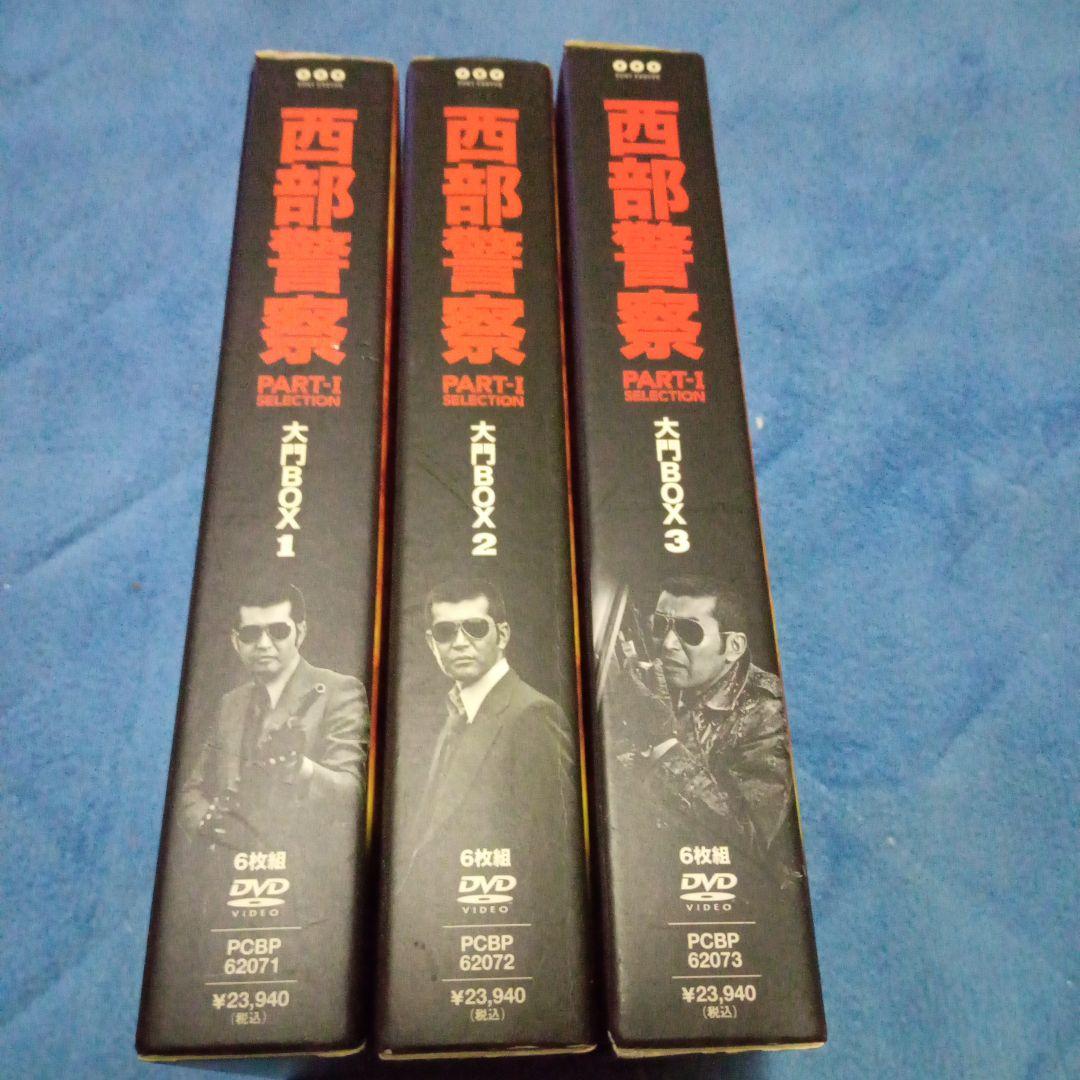 西部警察
PART-I
SELECTION
大門BOX 1
6枚組
DVD
VIDEO
PCBP
62071
¥23,940
(税込)
西部警察
PART-I
SELECTION
大門BOX 2
6枚組
DVD
VIDEO
PCBP
62072
¥23,940
(税込)
西部警察
PART-I
SELECTION
大門BOX 3
6枚組
DVD
VIDEO
PCBP
62073
¥23,940
(税込)